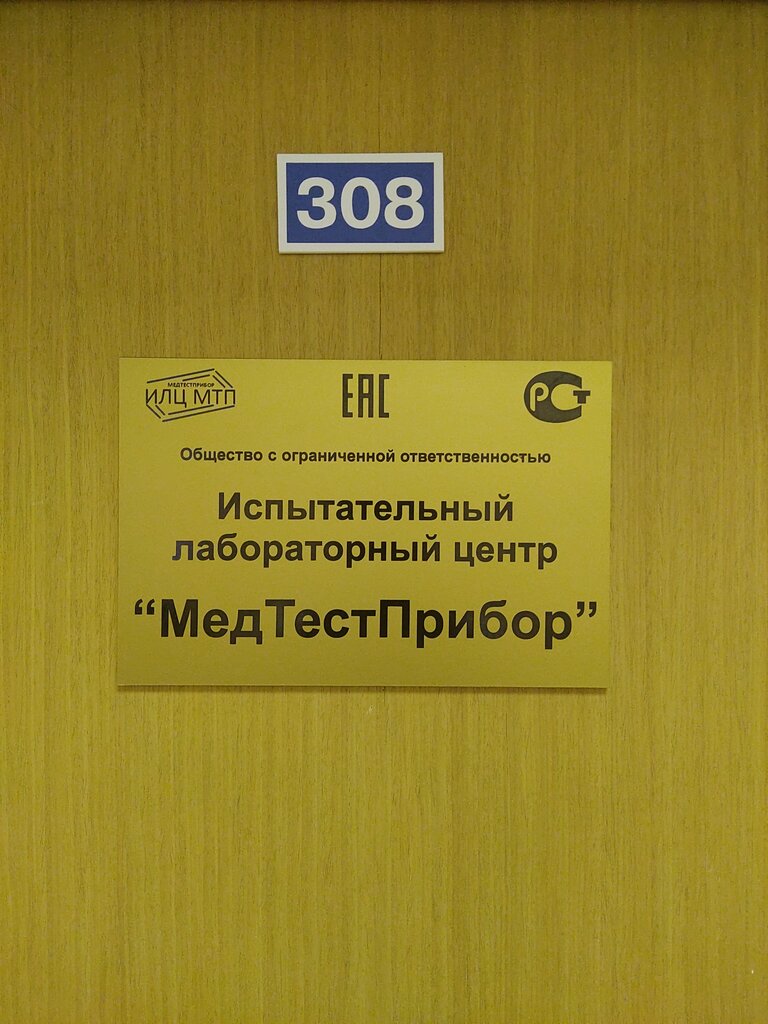 308
МЕДТЕСТПРИБОР
ИЛЦ МТП
ЕАС
РСТ
Общество с ограниченной ответственностью
Испытательный
лабораторный центр
“МедТестПрибор”